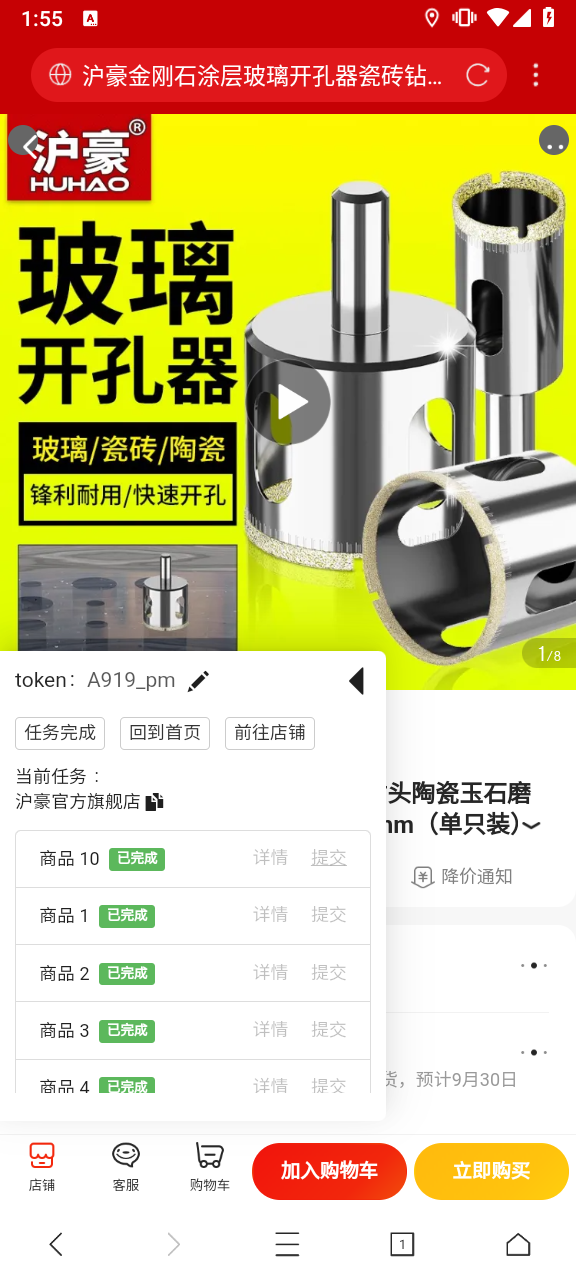 1:55
A
沪豪金刚石涂层玻璃开孔器瓷砖钻...
沪豪®
HUHAO
玻璃
开孔器
玻璃/瓷砖/陶瓷
锋利耐用/快速开孔
1/8
token： A919_pm
任务完成 回到首页 前往店铺
当前任务：
沪豪官方旗舰店
头陶瓷玉石磨
mm（单只装）
降价通知
商品 10 已完成 详情 提交
商品 1 已完成 详情 提交
商品 2 已完成 详情 提交
商品 3 已完成 详情 提交
商品 4 已完成 详情 提交
货，预计9月30日
店铺 客服 购物车 加入购物车 立即购买
1